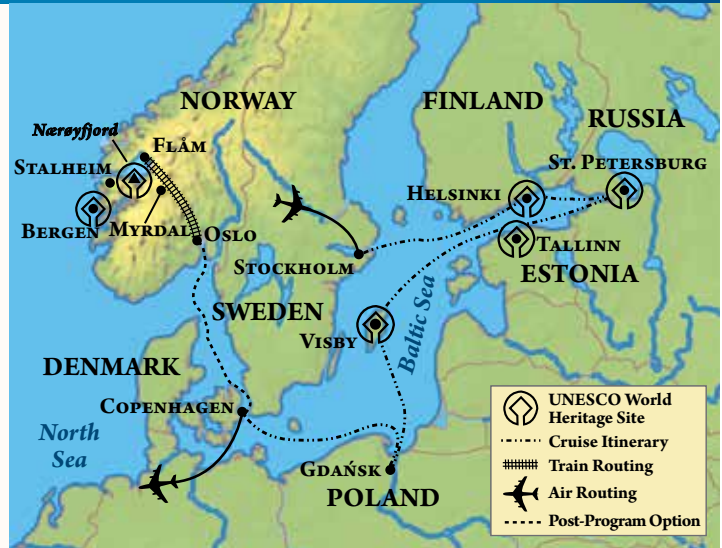 NORWAY
FINLAND
RUSSIA
Nærøyfjord
FLÅM
STALHEIM
ST. PETERSBURG
HELSINKI
BERGEN
MYRDAL
OSLO
TALLINN
STOCKHOLM
ESTONIA
SWEDEN
Baltic Sea
VISBY
DENMARK
COPENHAGEN
North
Sea
GDAŃSK
POLAND
UNESCO World
Heritage Site
Cruise Itinerary
Train Routing
Air Routing
Post-Program Option